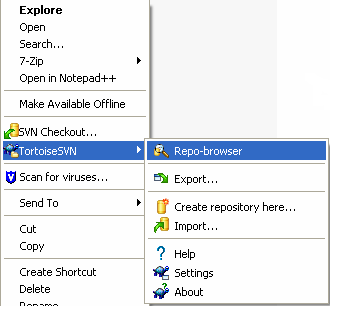 Explore
Open
Search...
7-Zip
Open in Notepad++
Make Available Offline
SVN Checkout...
TortoiseSVN
Scan for viruses...
Send To
Cut
Copy
Create Shortcut
Delete
Rename
Repo-browser
Export...
Create repository here...
Import...
Help
Settings
About